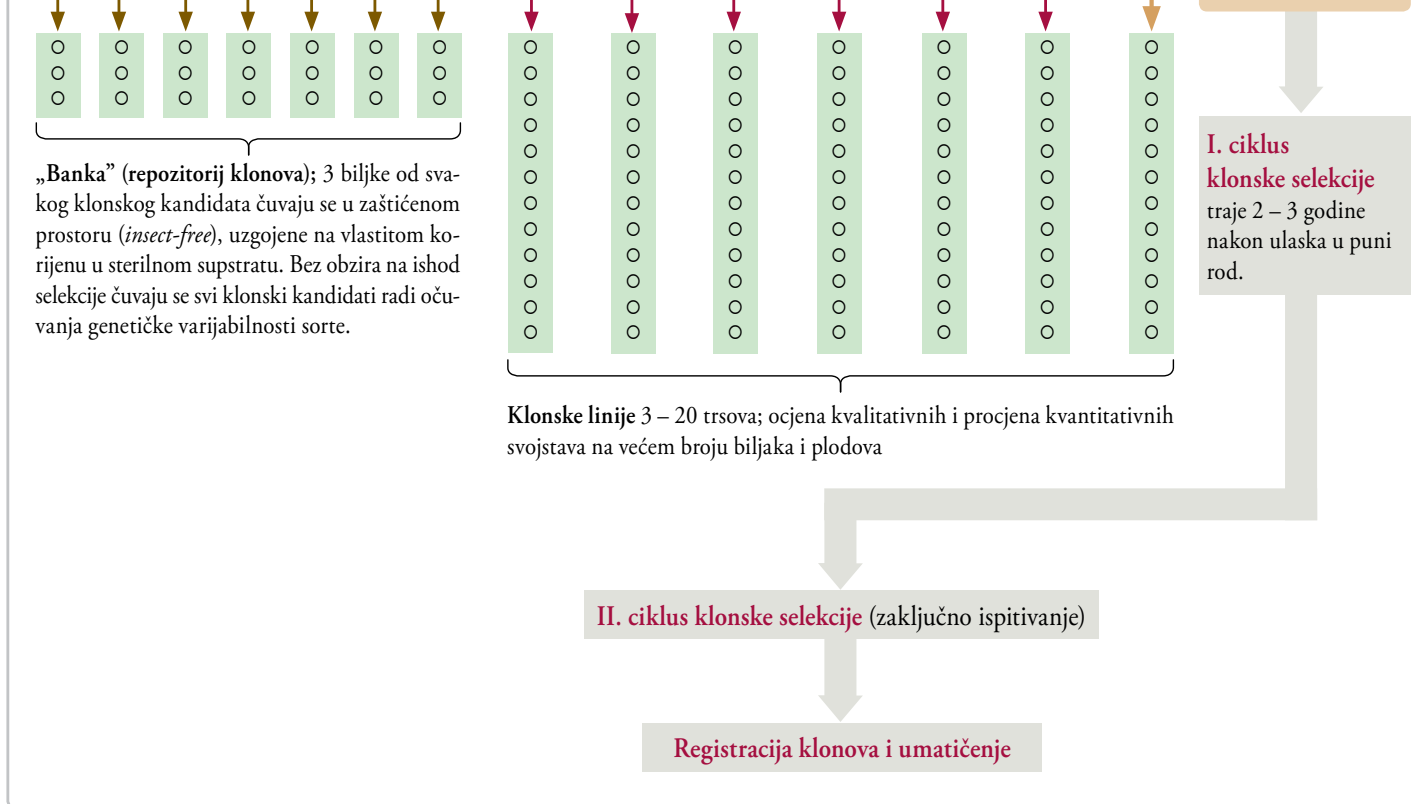 „Banka” (repozitorij klonova); 3 biljke od sva-
kog klonskog kandidata čuvaju se u zaštićenom
prostoru (insect-free), uzgojene na vlastitom ko-
rijenu u sterilnom supstratu. Bez obzira na ishod
selekcije čuvaju se svi klonski kandidati radi oču-
vanja genetičke varijabilnosti sorte.
I. ciklus
klonske selekcije
traje 2 – 3 godine
nakon ulaska u puni
rod.
Klonske linije 3 – 20 trsova; ocjena kvalitativnih i procjena kvantitativnih
svojstava na većem broju biljaka i plodova
II. ciklus klonske selekcije (zaključno ispitivanje)
Registracija klonova i umatičenje